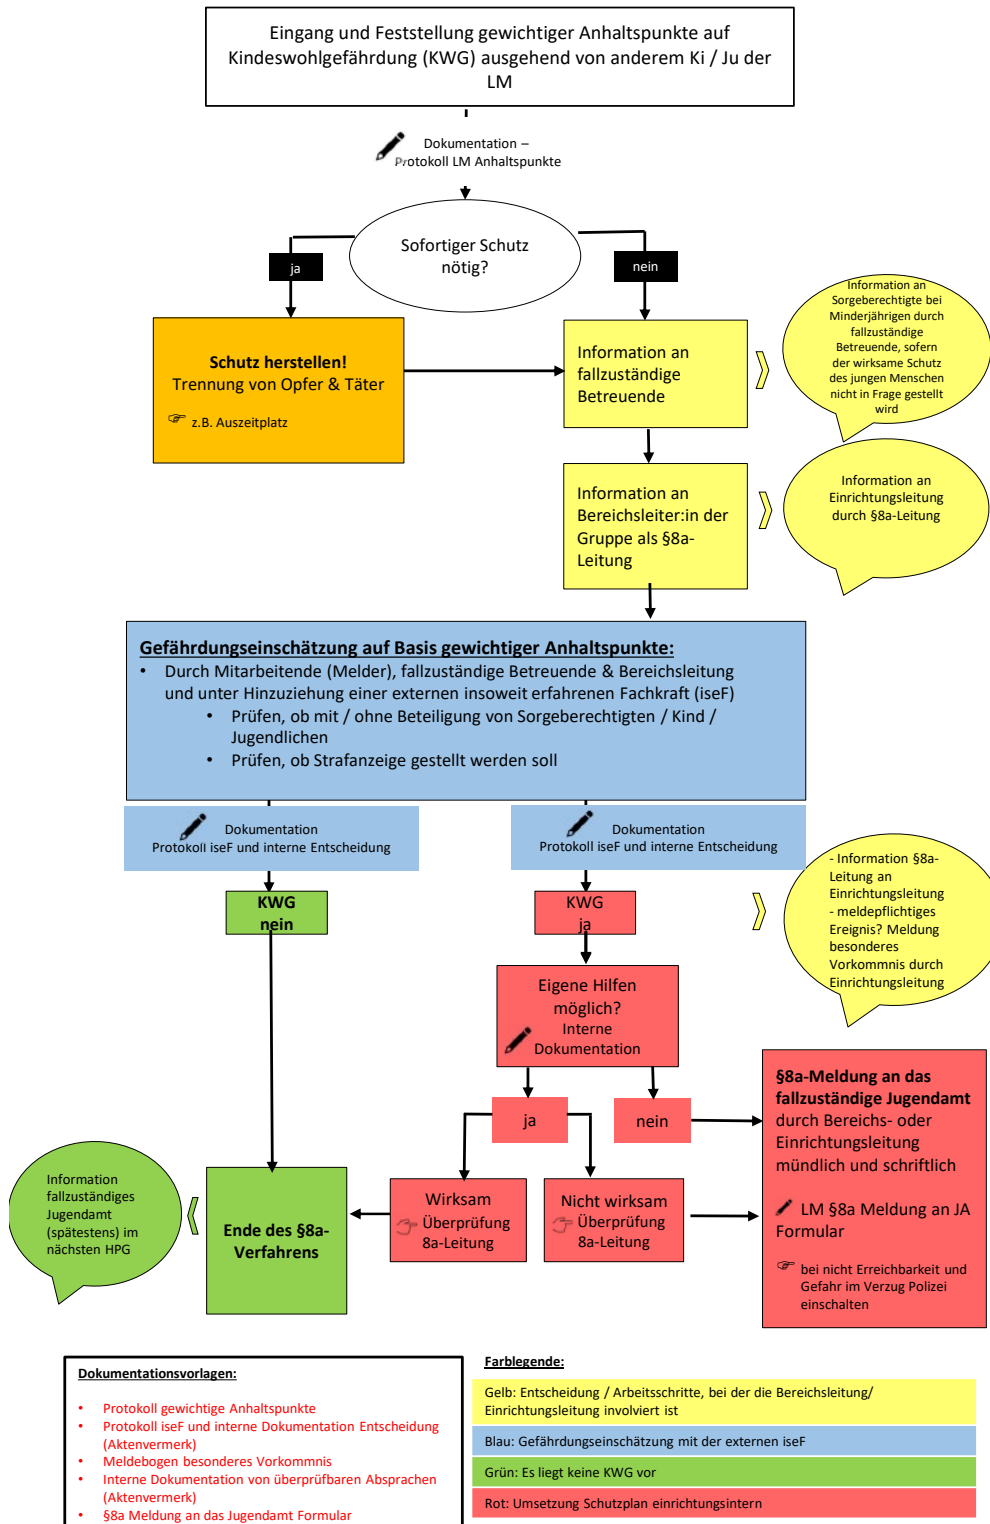 Eingang und Feststellung gewichtiger Anhaltspunkte auf
Kindeswohlgefährdung (KWG) ausgehend von anderem Ki / Ju der
LM
Dokumentation –
Protokoll LM Anhaltspunkte
Sofortiger Schutz
nötig?
ja
nein
Schutz herstellen!
Trennung von Opfer & Täter
z.B. Auszeitplatz
Information an
fallzuständige
Betreuende
Information an
Sorgeberechtigte bei
Minderjährigen durch
fallzuständige
Betreuende, sofern
der wirksame Schutz
des jungen Menschen
nicht in Frage gestellt
wird
Information an
Bereichsleiter:in der
Gruppe als §8a-
Leitung
Information an
Einrichtungsleitung
durch §8a-Leitung
Gefährdungseinschätzung auf Basis gewichtiger Anhaltspunkte:
• Durch Mitarbeitende (Melder), fallzuständige Betreuende & Bereichsleitung
und unter Hinzuziehung einer externen insoweit erfahrenen Fachkraft (iseF)
• Prüfen, ob mit / ohne Beteiligung von Sorgeberechtigten / Kind /
Jugendlichen
• Prüfen, ob Strafanzeige gestellt werden soll
Dokumentation
Protokoll iseF und interne Entscheidung
Dokumentation
Protokoll iseF und interne Entscheidung
KWG
nein
KWG
ja
- Information §8a-
Leitung an
Einrichtungsleitung
- meldepflichtiges
Ereignis? Meldung
besonderes
Vorkommnis durch
Einrichtungsleitung
Eigene Hilfen
möglich?
Interne
Dokumentation
ja
nein
§8a-Meldung an das
fallzuständige Jugendamt
durch Bereichs- oder
Einrichtungsleitung
mündlich und schriftlich
LM §8a Meldung an JA
Formular
bei nicht Erreichbarkeit und
Gefahr im Verzug Polizei
einschalten
Information
fallzuständiges
Jugendamt
(spätestens) im
nächsten HPG
Ende des §8a-
Verfahrens
Wirksam
Überprüfung
8a-Leitung
Nicht wirksam
Überprüfung
8a-Leitung
Dokumentationsvorlagen:
• Protokoll gewichtige Anhaltspunkte
• Protokoll iseF und interne Dokumentation Entscheidung
(Aktenvermerk)
• Meldebogen besonderes Vorkommnis
• Interne Dokumentation von überprüfbaren Absprachen
(Aktenvermerk)
• §8a Meldung an das Jugendamt Formular
Farblegende:
Gelb: Entscheidung / Arbeitsschritte, bei der die Bereichsleitung/
Einrichtungsleitung involviert ist
Blau: Gefährdungseinschätzung mit der externen iseF
Grün: Es liegt keine KWG vor
Rot: Umsetzung Schutzplan einrichtungsintern